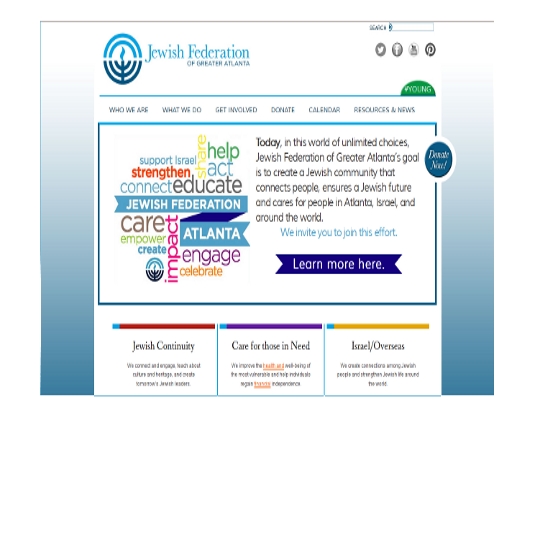 SEARCH
Jewish Federation
OF GREATER ATLANTA
#YOUNG
WHO WE ARE WHAT WE DO GET INVOLVED DONATE CALENDAR RESOURCES & NEWS
share
help
support Israel
act
strengthen
connect educate
JEWISH FEDERATION
care
ATLANTA
empower
impact
create
engage
celebrate
Today, in this world of unlimited choices,
Jewish Federation of Greater Atlanta's goal
is to create a Jewish community that
connects people, ensures a Jewish future
and cares for people in Atlanta, Israel, and
around the world.
We invite you to join this effort.
Learn more here.
Donate
Now!
Jewish Continuity
We connect and engage, teach about
culture and heritage, and create
tomorrow's Jewish leaders.
Care for those in Need
We improve the health and well-being of
the most vulnerable and help individuals
regain financial independence.
Israel/Overseas
We create connections among Jewish
people and strengthen Jewish life around
the world.